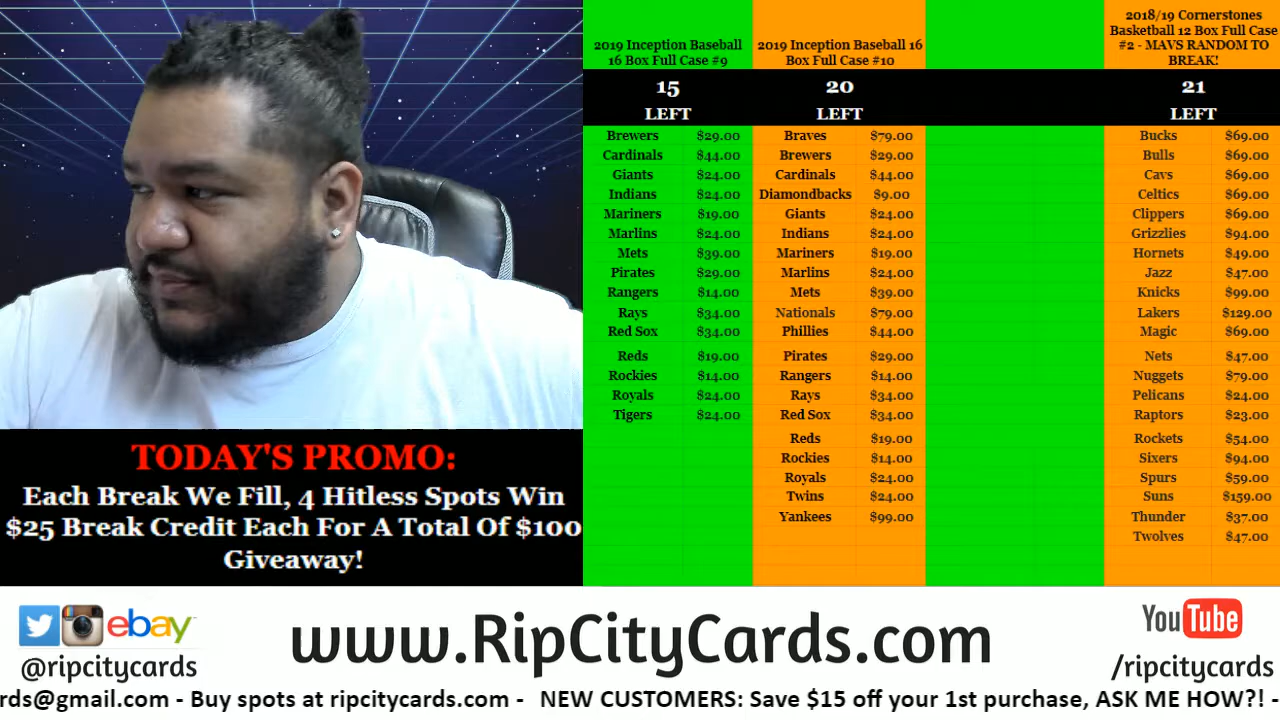 2019 Inception Baseball
16 Box Full Case #9
15
LEFT
Brewers $29.00
Cardinals $44.00
Giants $24.00
Indians $24.00
Mariners $19.00
Marlins $24.00
Mets $39.00
Pirates $29.00
Rangers $14.00
Rays $34.00
Red Sox $34.00
Reds $19.00
Rockies $14.00
Royals $24.00
Tigers $24.00
2019 Inception Baseball 16
Box Full Case #10
20
LEFT
Braves $79.00
Brewers $29.00
Cardinals $44.00
Diamondbacks $9.00
Giants $24.00
Indians $24.00
Mariners $19.00
Marlins $24.00
Mets $39.00
Nationals $79.00
Phillies $44.00
Pirates $29.00
Rangers $14.00
Rays $34.00
Red Sox $34.00
Reds $19.00
Rockies $14.00
Royals $24.00
Twins $24.00
Yankees $99.00
2018/19 Cornerstones
Basketball 12 Box Full Case
#2 - MAVS RANDOM TO
BREAK!
21
LEFT
Bucks $69.00
Bulls $69.00
Cavs $69.00
Celtics $69.00
Clippers $69.00
Grizzlies $94.00
Hornets $49.00
Jazz $47.00
Knicks $99.00
Lakers $129.00
Magic $69.00
Nets $47.00
Nuggets $79.00
Pelicans $24.00
Raptors $23.00
Rockets $54.00
Sixers $94.00
Spurs $59.00
Suns $159.00
Thunder $37.00
Twolves $47.00
TODAY'S PROMO:
Each Break We Fill, 4 Hitless Spots Win
$25 Break Credit Each For A Total Of $100
Giveaway!
ebay
@ripcitycards
www.RipCityCards.com
YouTube
/ripcitycards
rds@gmail.com - Buy spots at ripcitycards.com - NEW CUSTOMERS: Save $15 off your 1st purchase, ASK ME HOW?! -